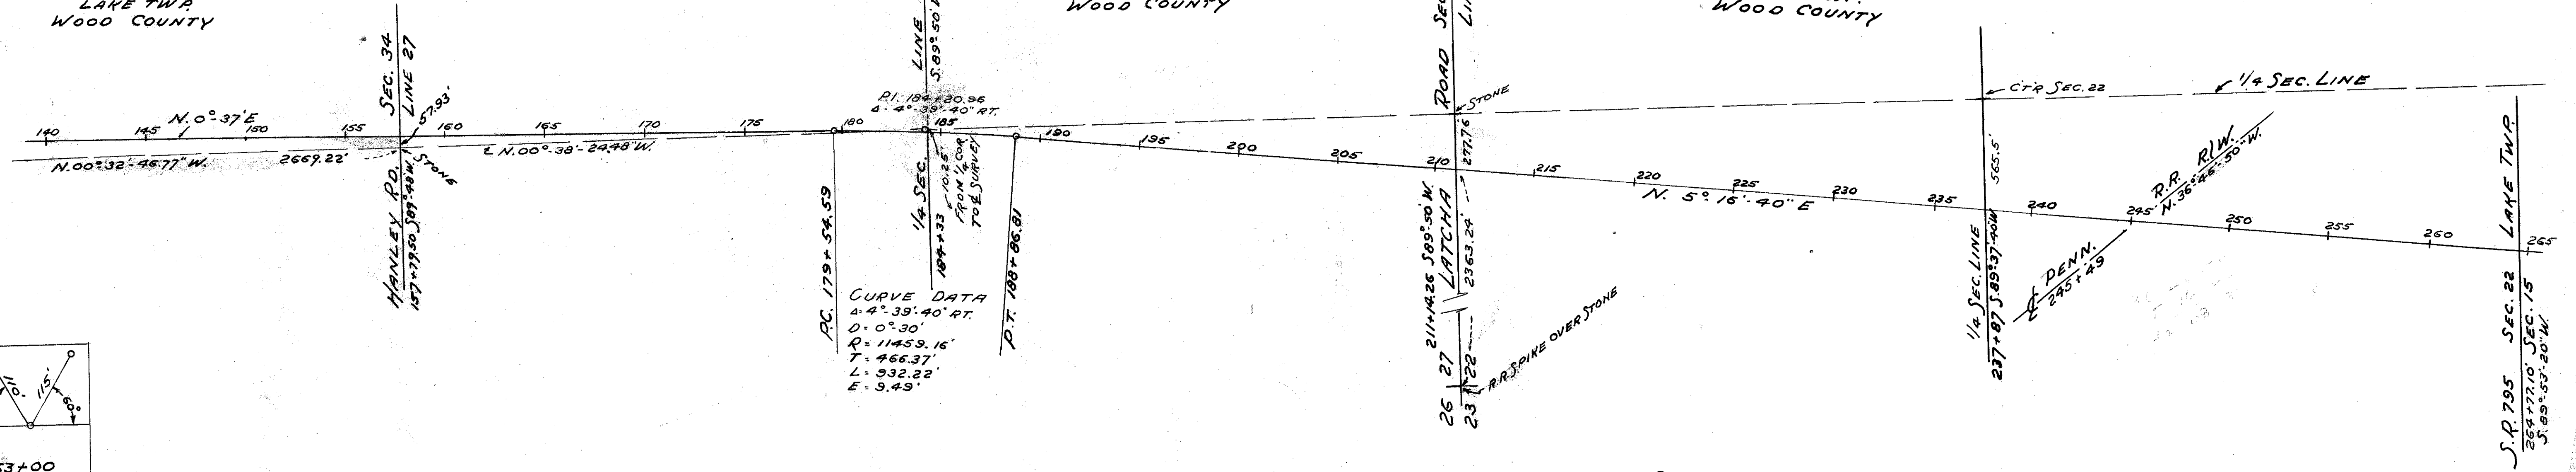 LAKE TWP.
WOOD COUNTY
WOOD COUNTY
WOOD COUNTY
140
145
N. 0°-37' E
150
155
160
165
170
175
180
185
190
195
200
205
210
215
220
225
230
235
240
245
250
255
260
265
N. 00°-32'-46.77" W.
2669.22'
HANLEY RD. SEC. 34
LINE 27
157+79.50 S89°-48' W.
57.93'
STONE
℄ N. 00°-38'-24.48" W.
P.C. 179+54.59
P.I. 184+20.96
Δ = 4°-39'-40" RT.
1/4 SEC. LINE
S.89°-50'
184+33
10.25'
FROM 1/4 COR.
TO ℄ SURVEY
P.T. 188+86.81
CURVE DATA
Δ = 4°-39'-40" RT.
D = 0°-30'
R = 11459.16'
T = 466.37'
L = 932.22'
E = 9.49'
211+14.26 S89°-50' W.
LATCHA ROAD
STONE
277.76'
2363.24'
26 27
23 22
R.R. SPIKE OVER STONE
N. 5°-16'-40" E
CTR SEC. 22
1/4 SEC. LINE
565.5'
1/4 SEC. LINE
237+87 S.89°-37'-40" W
R.R. R/W.
N. 36°-46'-50" W.
℄ PENN.
245+49
S.R. 795 SEC. 22 LAKE TWP.
264+77.10' SEC. 15
S. 89°-53'-20" W.
110'
115'
60°
53+00